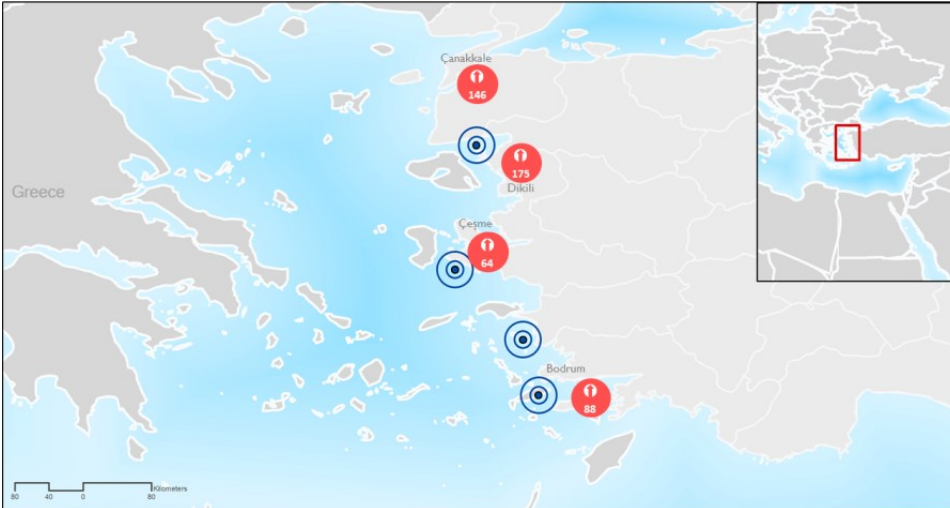 Çanakkale
146
175
Dikili
Greece
Çeşme
64
Bodrum
88
80 40 0 80 Kilometers